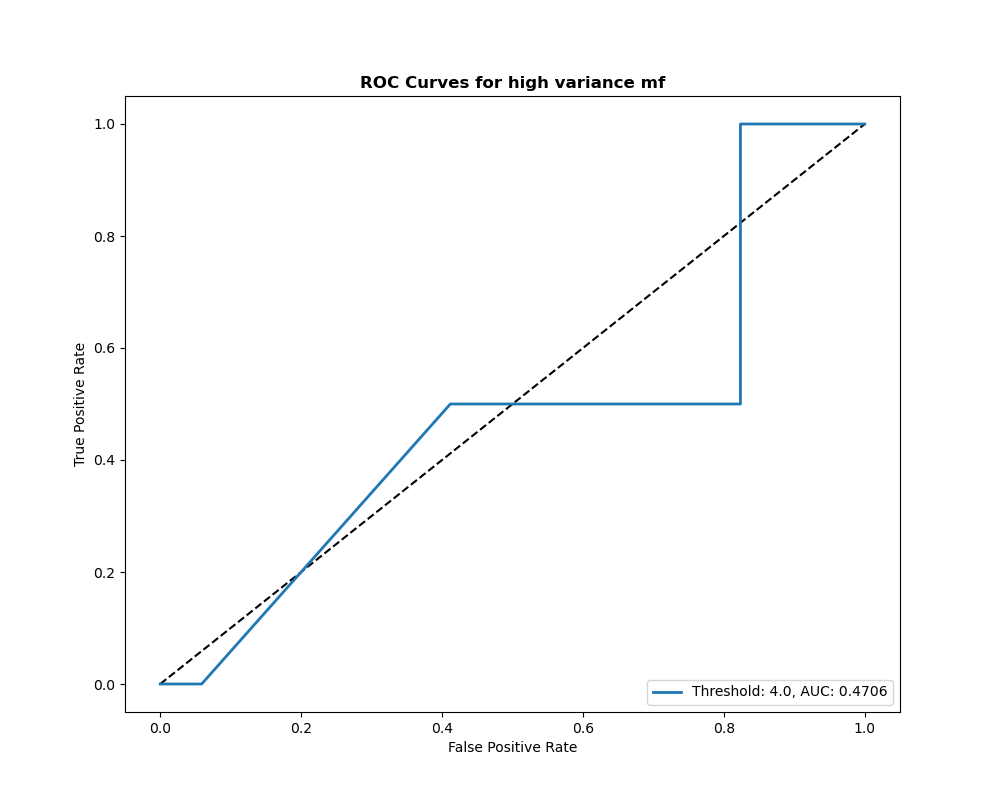 ROC Curves for high variance mf
1.0
0.8
0.6
0.4
0.2
0.0
True Positive Rate
0.0 0.2 0.4 0.6 0.8 1.0
False Positive Rate
Threshold: 4.0, AUC: 0.4706